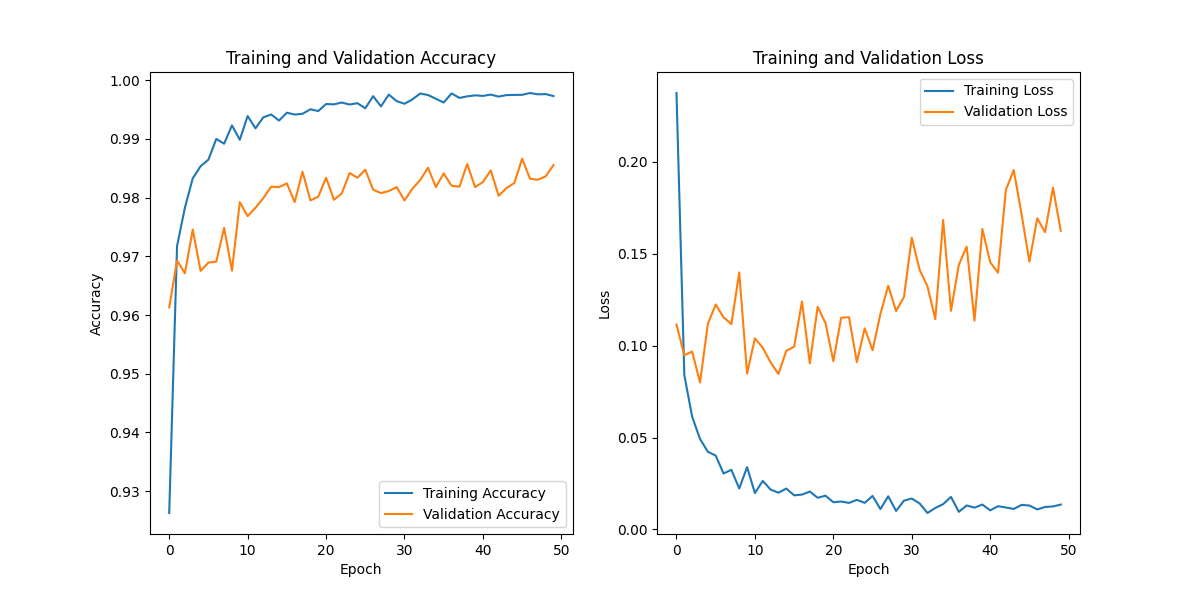 Training and Validation Accuracy
1.00
0.99
0.98
0.97
0.96
0.95
0.94
0.93
Accuracy
0
10
20
30
40
50
Epoch
Training Accuracy
Validation Accuracy
Training and Validation Loss
0.20
0.15
0.10
0.05
0.00
Loss
0
10
20
30
40
50
Epoch
Training Loss
Validation Loss